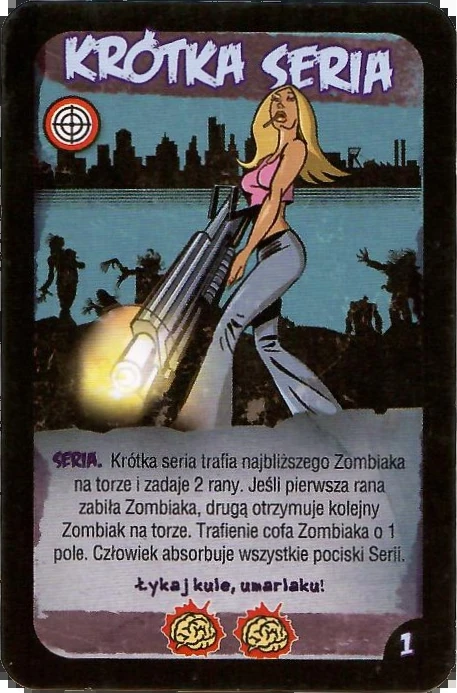 KRÓTKA SERIA
SERIA. Krótka seria trafia najbliższego Zombiaka
na torze i zadaje 2 rany. Jeśli pierwsza rana
zabiła Zombiaka, drugą otrzymuje kolejny
Zombiak na torze. Trafienie cofa Zombiaka o 1
pole. Człowiek absorbuje wszystkie pociski Serii.
Łykaj kule, umarlaku!
1